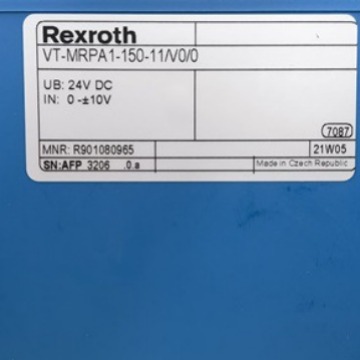 Rexroth
VT-MRPA1-150-11/V0/0
UB: 24V DC
IN: 0-±10V
7087
MNR: R901080965
21W05
SN:AFP 3206 .0.a
Made in Czech Republic